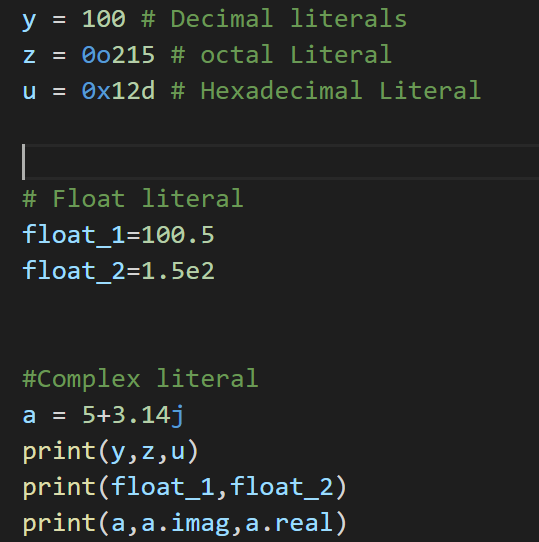 y = 100 # Decimal literals
z = 0o215 # octal Literal
u = 0x12d # Hexadecimal Literal
# Float literal
float_1=100.5
float_2=1.5e2
#Complex literal
a = 5+3.14j
print(y,z,u)
print(float_1,float_2)
print(a,a.imag,a.real)